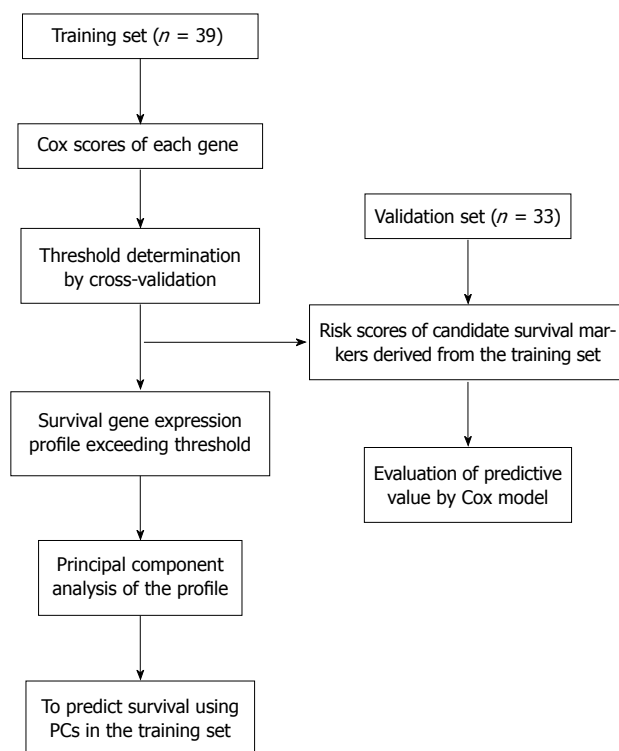 Training set (n = 39)
Cox scores of each gene
Threshold determination
by cross-validation
Survival gene expression
profile exceeding threshold
Principal component
analysis of the profile
To predict survival using
PCs in the training set
Validation set (n = 33)
Risk scores of candidate survival mar-
kers derived from the training set
Evaluation of predictive
value by Cox model